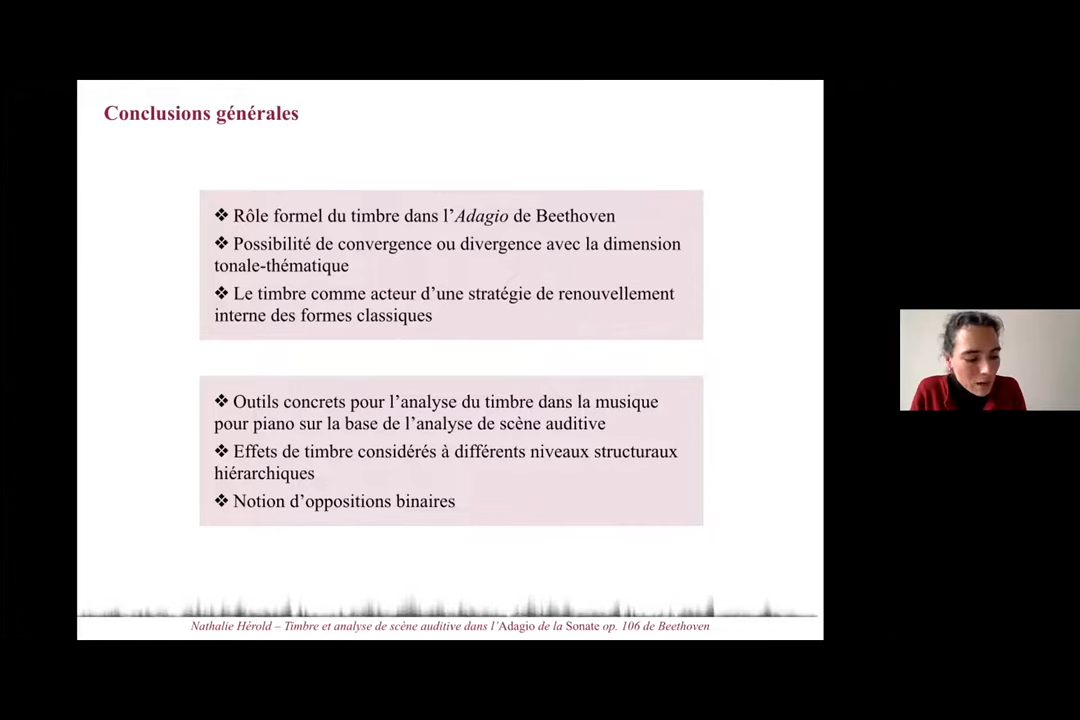 Conclusions générales
❖ Rôle formel du timbre dans l’Adagio de Beethoven
❖ Possibilité de convergence ou divergence avec la dimension
tonale-thématique
❖ Le timbre comme acteur d’une stratégie de renouvellement
interne des formes classiques
❖ Outils concrets pour l’analyse du timbre dans la musique
pour piano sur la base de l’analyse de scène auditive
❖ Effets de timbre considérés à différents niveaux structuraux
hiérarchiques
❖ Notion d’oppositions binaires
Nathalie Hérold – Timbre et analyse de scène auditive dans l’Adagio de la Sonate op. 106 de Beethoven